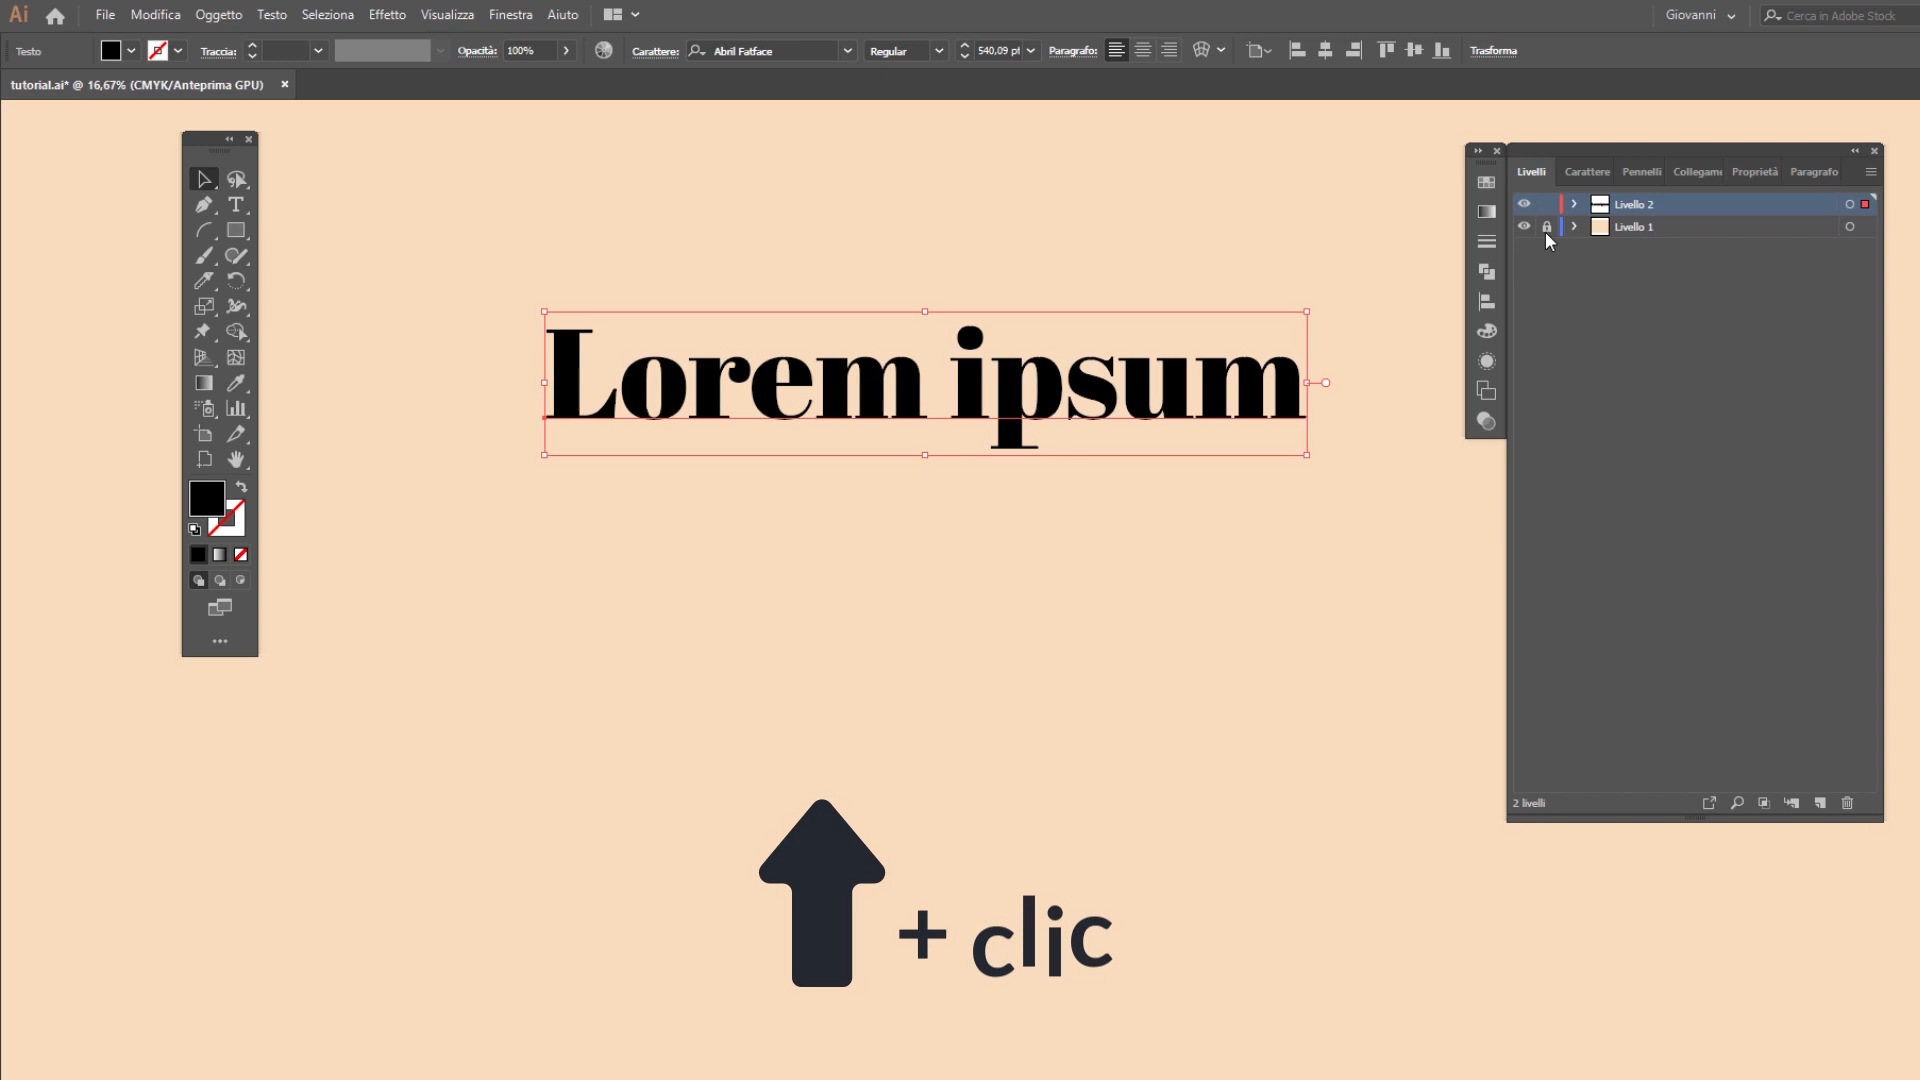 Ai File Modifica Oggetto Testo Seleziona Effetto Visualizza Finestra Aiuto Giovanni Cerca in Adobe Stock
Testo Traccia: Opacità: 100% Carattere: Abril Fatface Regular 540,09 pt Paragrafo: Trasforma
tutorial.ai* @ 16,67% (CMYK/Anteprima GPU)
Livelli Carattere Pennelli Collegame Proprietà Paragrafo
Livello 2
Livello 1
Lorem ipsum
2 livelli
+ clic